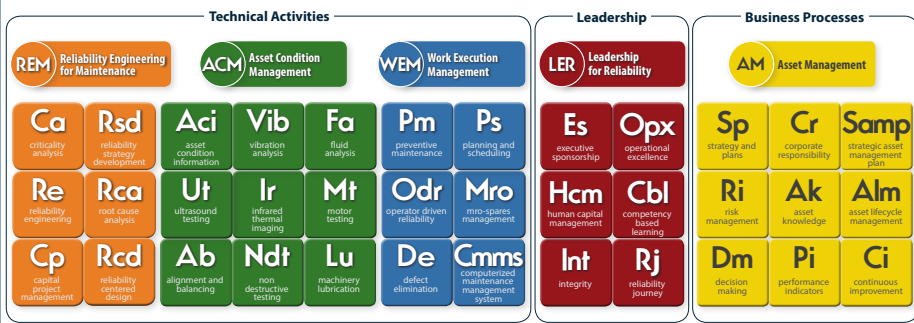 Technical Activities
Leadership
Business Processes
REM
Reliability Engineering
for Maintenance
ACM
Asset Condition
Management
WEM
Work Execution
Management
LER
Leadership
for Reliability
AM
Asset Management
Ca
criticality
analysis
Rsd
reliability
strategy
development
Aci
asset
condition
information
Vib
vibration
analysis
Fa
fluid
analysis
Pm
preventive
maintenance
Ps
planning and
scheduling
Es
executive
sponsorship
Opx
operational
excellence
Sp
strategy and
plans
Cr
corporate
responsibility
Samp
strategic asset
management
plan
Re
reliability
engineering
Rca
root cause
analysis
Ut
ultrasound
testing
Ir
infrared
thermal
imaging
Mt
motor
testing
Odr
operator driven
reliability
Mro
mro-spares
management
Hcm
human capital
management
Cbl
competency
based
learning
Ri
risk
management
Ak
asset
knowledge
Alm
asset lifecycle
management
Cp
capital
project
management
Rcd
reliability
centered
design
Ab
alignment and
balancing
Ndt
non
destructive
testing
Lu
machinery
lubrication
De
defect
elimination
Cmms
computerized
maintenance
management
system
Int
integrity
Rj
reliability
journey
Dm
decision
making
Pi
performance
indicators
Ci
continuous
improvement